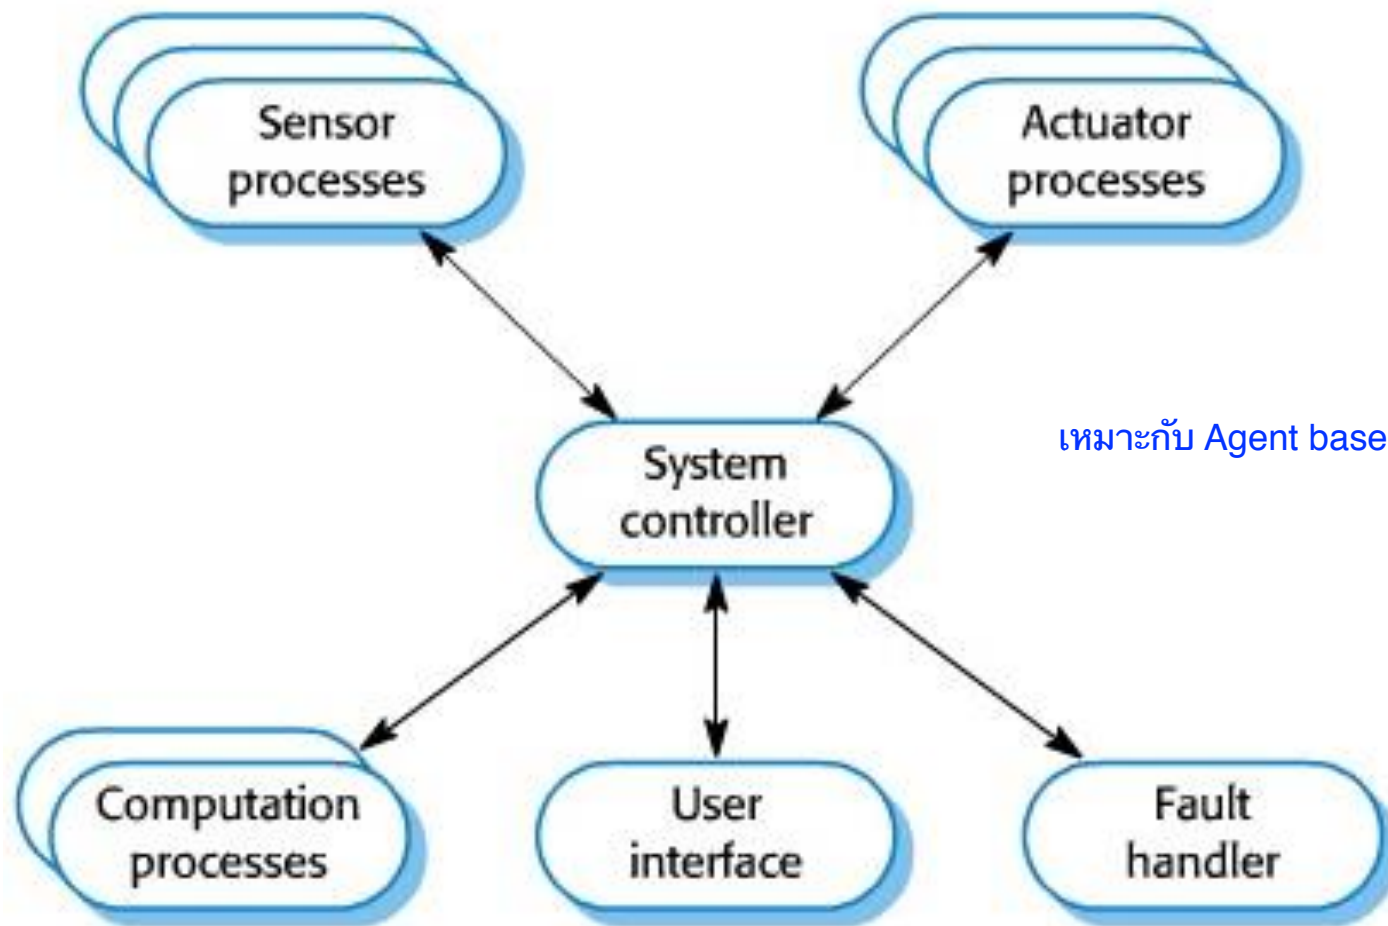 Sensor
processes
Actuator
processes
System
controller
เหมาะกับ Agent base
Computation
processes
User
interface
Fault
handler